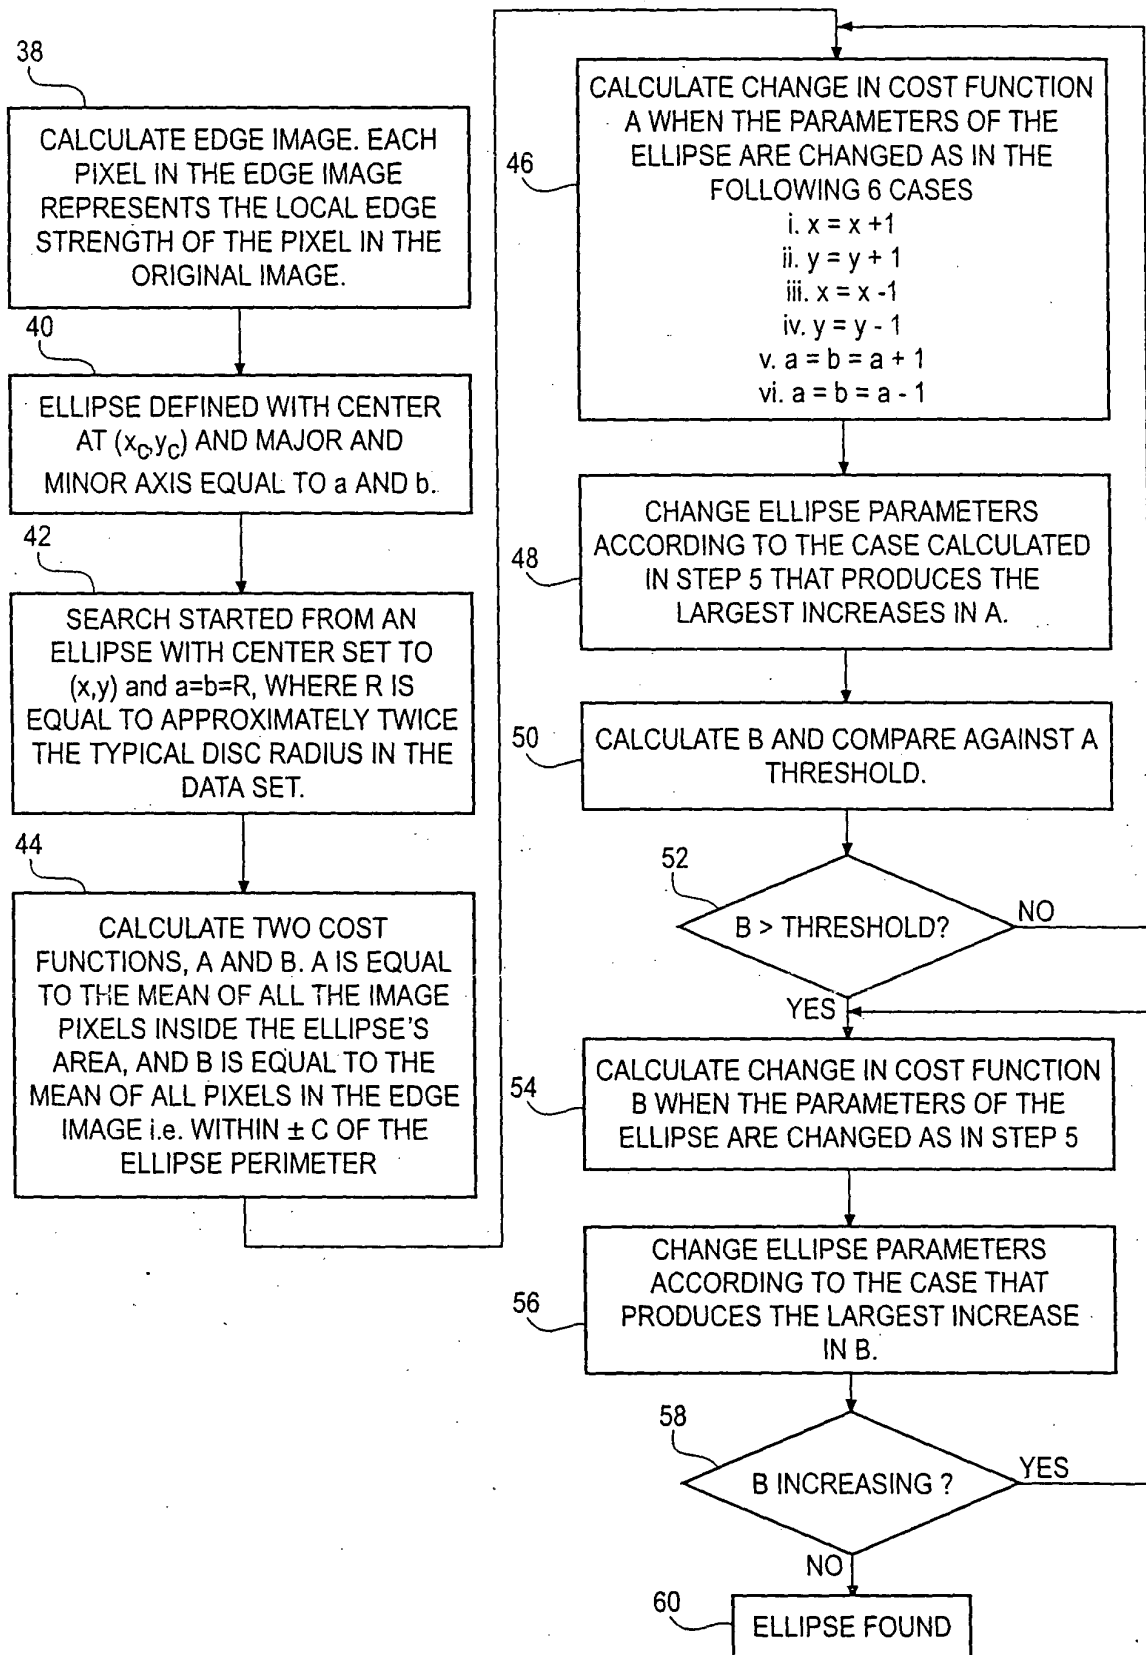 38
CALCULATE EDGE IMAGE. EACH
PIXEL IN THE EDGE IMAGE
REPRESENTS THE LOCAL EDGE
STRENGTH OF THE PIXEL IN THE
ORIGINAL IMAGE.
40
ELLIPSE DEFINED WITH CENTER
AT (xc,yc) AND MAJOR AND
MINOR AXIS EQUAL TO a AND b.
42
SEARCH STARTED FROM AN
ELLIPSE WITH CENTER SET TO
(x,y) and a=b=R, WHERE R IS
EQUAL TO APPROXIMATELY TWICE
THE TYPICAL DISC RADIUS IN THE
DATA SET.
44
CALCULATE TWO COST
FUNCTIONS, A AND B. A IS EQUAL
TO THE MEAN OF ALL THE IMAGE
PIXELS INSIDE THE ELLIPSE'S
AREA, AND B IS EQUAL TO THE
MEAN OF ALL PIXELS IN THE EDGE
IMAGE i.e. WITHIN ± C OF THE
ELLIPSE PERIMETER
46
CALCULATE CHANGE IN COST FUNCTION
A WHEN THE PARAMETERS OF THE
ELLIPSE ARE CHANGED AS IN THE
FOLLOWING 6 CASES
i. x = x +1
ii. y = y + 1
iii. x = x -1
iv. y = y - 1
v. a = b = a + 1
vi. a = b = a - 1
48
CHANGE ELLIPSE PARAMETERS
ACCORDING TO THE CASE CALCULATED
IN STEP 5 THAT PRODUCES THE
LARGEST INCREASES IN A.
50
CALCULATE B AND COMPARE AGAINST A
THRESHOLD.
52
B > THRESHOLD?
NO
YES
54
CALCULATE CHANGE IN COST FUNCTION
B WHEN THE PARAMETERS OF THE
ELLIPSE ARE CHANGED AS IN STEP 5
56
CHANGE ELLIPSE PARAMETERS
ACCORDING TO THE CASE THAT
PRODUCES THE LARGEST INCREASE
IN B.
58
B INCREASING ?
YES
NO
60
ELLIPSE FOUND